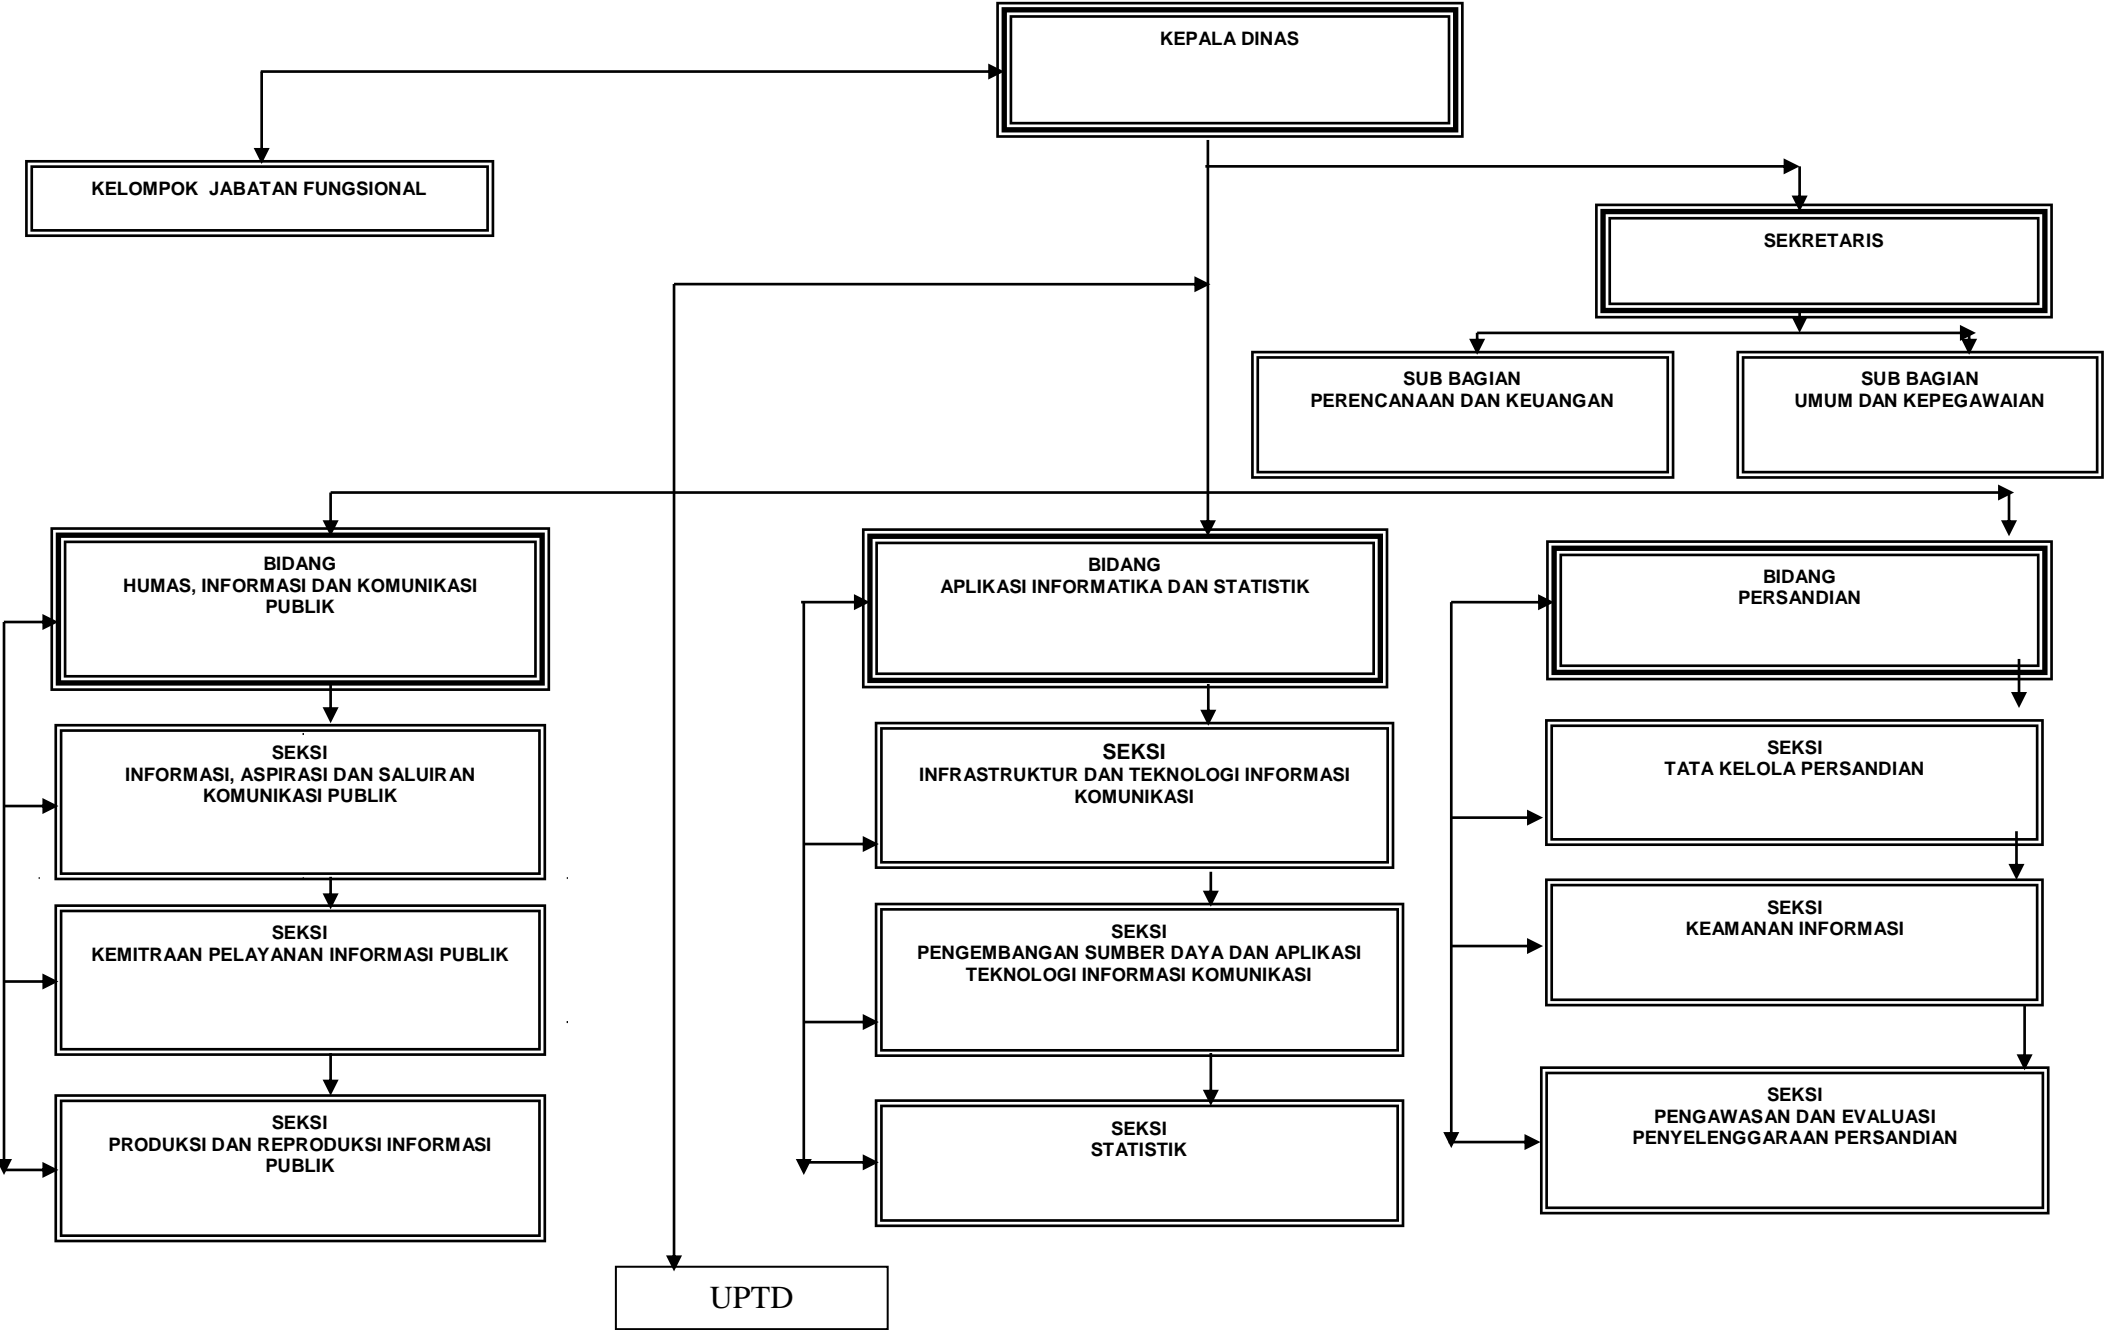 KEPALA DINAS
KELOMPOK JABATAN FUNGSIONAL
SEKRETARIS
SUB BAGIAN
PERENCANAAN DAN KEUANGAN
SUB BAGIAN
UMUM DAN KEPEGAWAIAN
BIDANG
HUMAS, INFORMASI DAN KOMUNIKASI
PUBLIK
BIDANG
APLIKASI INFORMATIKA DAN STATISTIK
BIDANG
PERSANDIAN
SEKSI
INFORMASI, ASPIRASI DAN SALUIRAN
KOMUNIKASI PUBLIK
SEKSI
INFRASTRUKTUR DAN TEKNOLOGI INFORMASI
KOMUNIKASI
SEKSI
TATA KELOLA PERSANDIAN
SEKSI
KEMITRAAN PELAYANAN INFORMASI PUBLIK
SEKSI
PENGEMBANGAN SUMBER DAYA DAN APLIKASI
TEKNOLOGI INFORMASI KOMUNIKASI
SEKSI
KEAMANAN INFORMASI
SEKSI
PRODUKSI DAN REPRODUKSI INFORMASI
PUBLIK
SEKSI
STATISTIK
SEKSI
PENGAWASAN DAN EVALUASI
PENYELENGGARAAN PERSANDIAN
UPTD